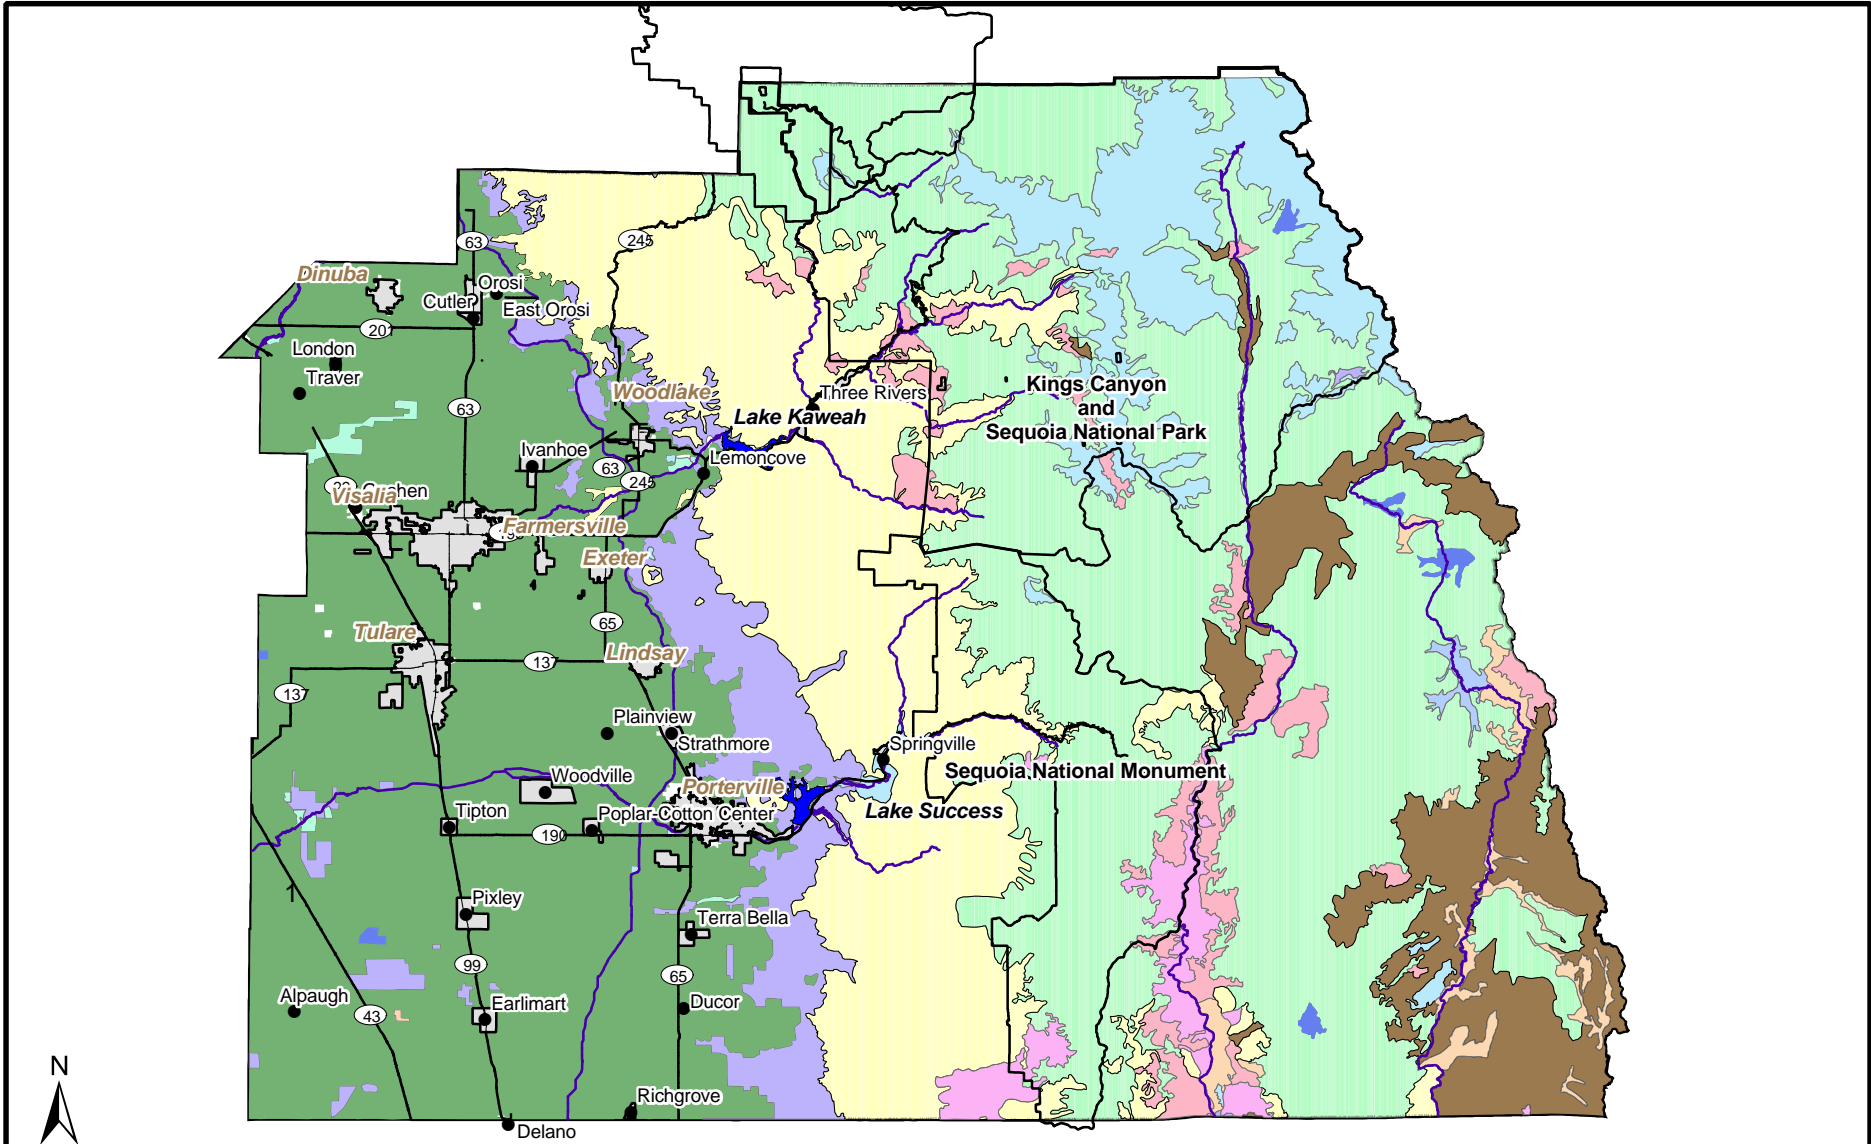 63
245
Dinuba
Orosi
Cutler
East Orosi
201
London
Traver
Woodlake
63
Three Rivers
Lake Kaweah
Kings Canyon
and
Sequoia National Park
Ivanhoe
Lemoncove
63
245
Visalia
Farmersville
Exeter
65
Tulare
Lindsay
137
137
Plainview
Strathmore
Springville
Sequoia National Monument
Woodville
Porterville
Lake Success
Tipton
Poplar-Cotton Center
190
Pixley
Terra Bella
99
65
Alpaugh
Earlimart
Ducor
43
N
Richgrove
Delano